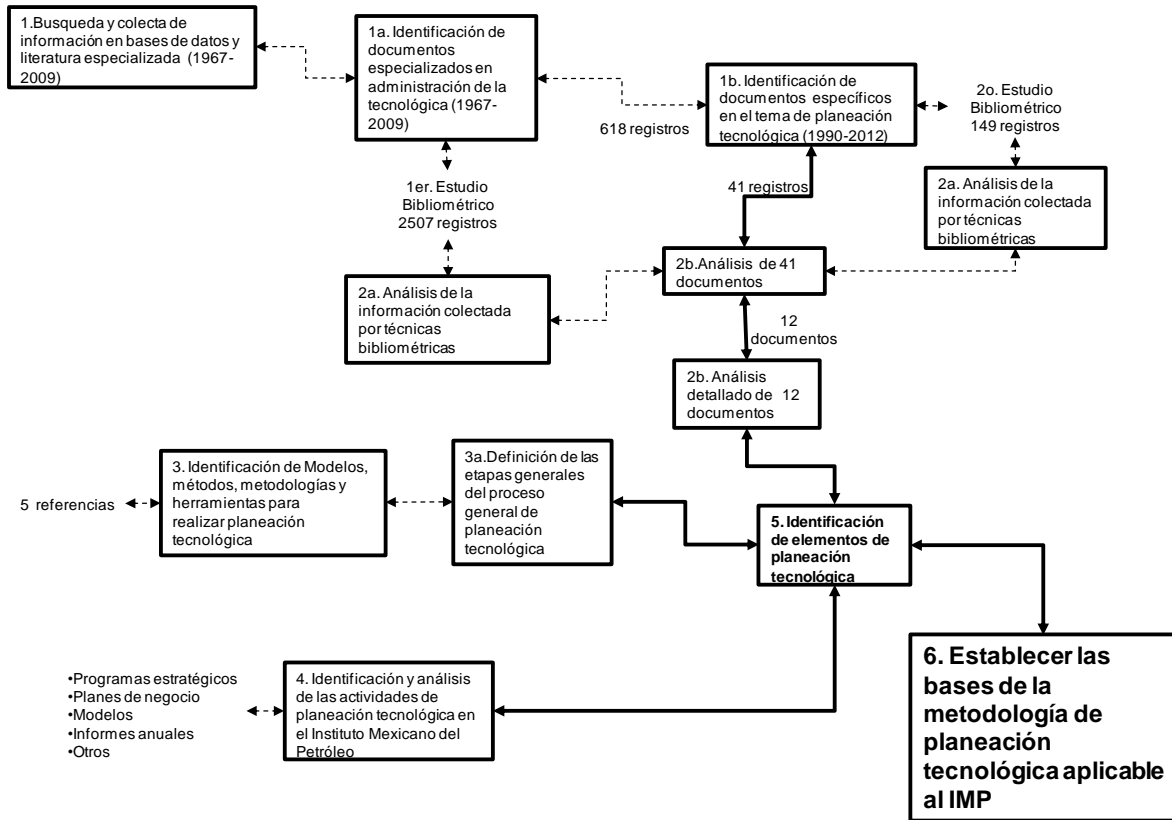 1.Busqueda y colecta de
información en bases de datos y
literatura especializada (1967-
2009)
1a. Identificación de
documentos
especializados en
administración de la
tecnológica (1967-
2009)
618 registros
1b. Identificación de
documentos específicos
en el tema de planeación
tecnológica (1990-2012)
2o. Estudio
Bibliométrico
149 registros
1er. Estudio
Bibliométrico
2507 registros
41 registros
2a. Análisis de la
información colectada
por técnicas
bibliométricas
2a. Análisis de la
información colectada
por técnicas
bibliométricas
2b.Análisis de 41
documentos
12
documentos
2b. Análisis
detallado de 12
documentos
5 referencias
3. Identificación de Modelos,
métodos, metodologías y
herramientas para
realizar planeación
tecnológica
3a.Definición de las
etapas generales
del proceso
general de
planeación
tecnológica
5. Identificación
de elementos de
planeación
tecnológica
•Programas estratégicos
•Planes de negocio
•Modelos
•Informes anuales
•Otros
4. Identificación y análisis
de las actividades de
planeación tecnológica en
el Instituto Mexicano del
Petróleo
6. Establecer las
bases de la
metodología de
planeación
tecnológica aplicable
al IMP